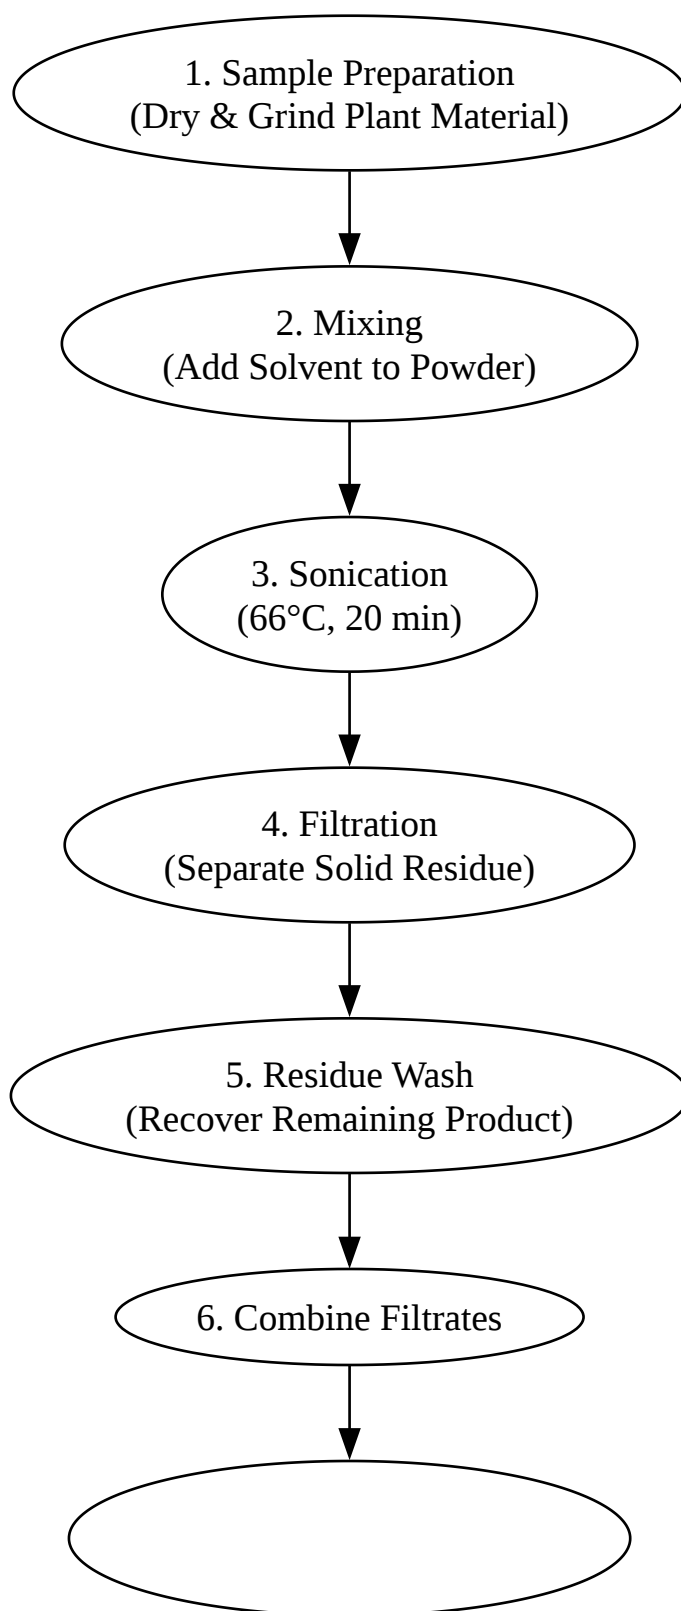 1. Sample Preparation
(Dry & Grind Plant Material)
2. Mixing
(Add Solvent to Powder)
3. Sonication
(66°C, 20 min)
4. Filtration
(Separate Solid Residue)
5. Residue Wash
(Recover Remaining Product)
6. Combine Filtrates